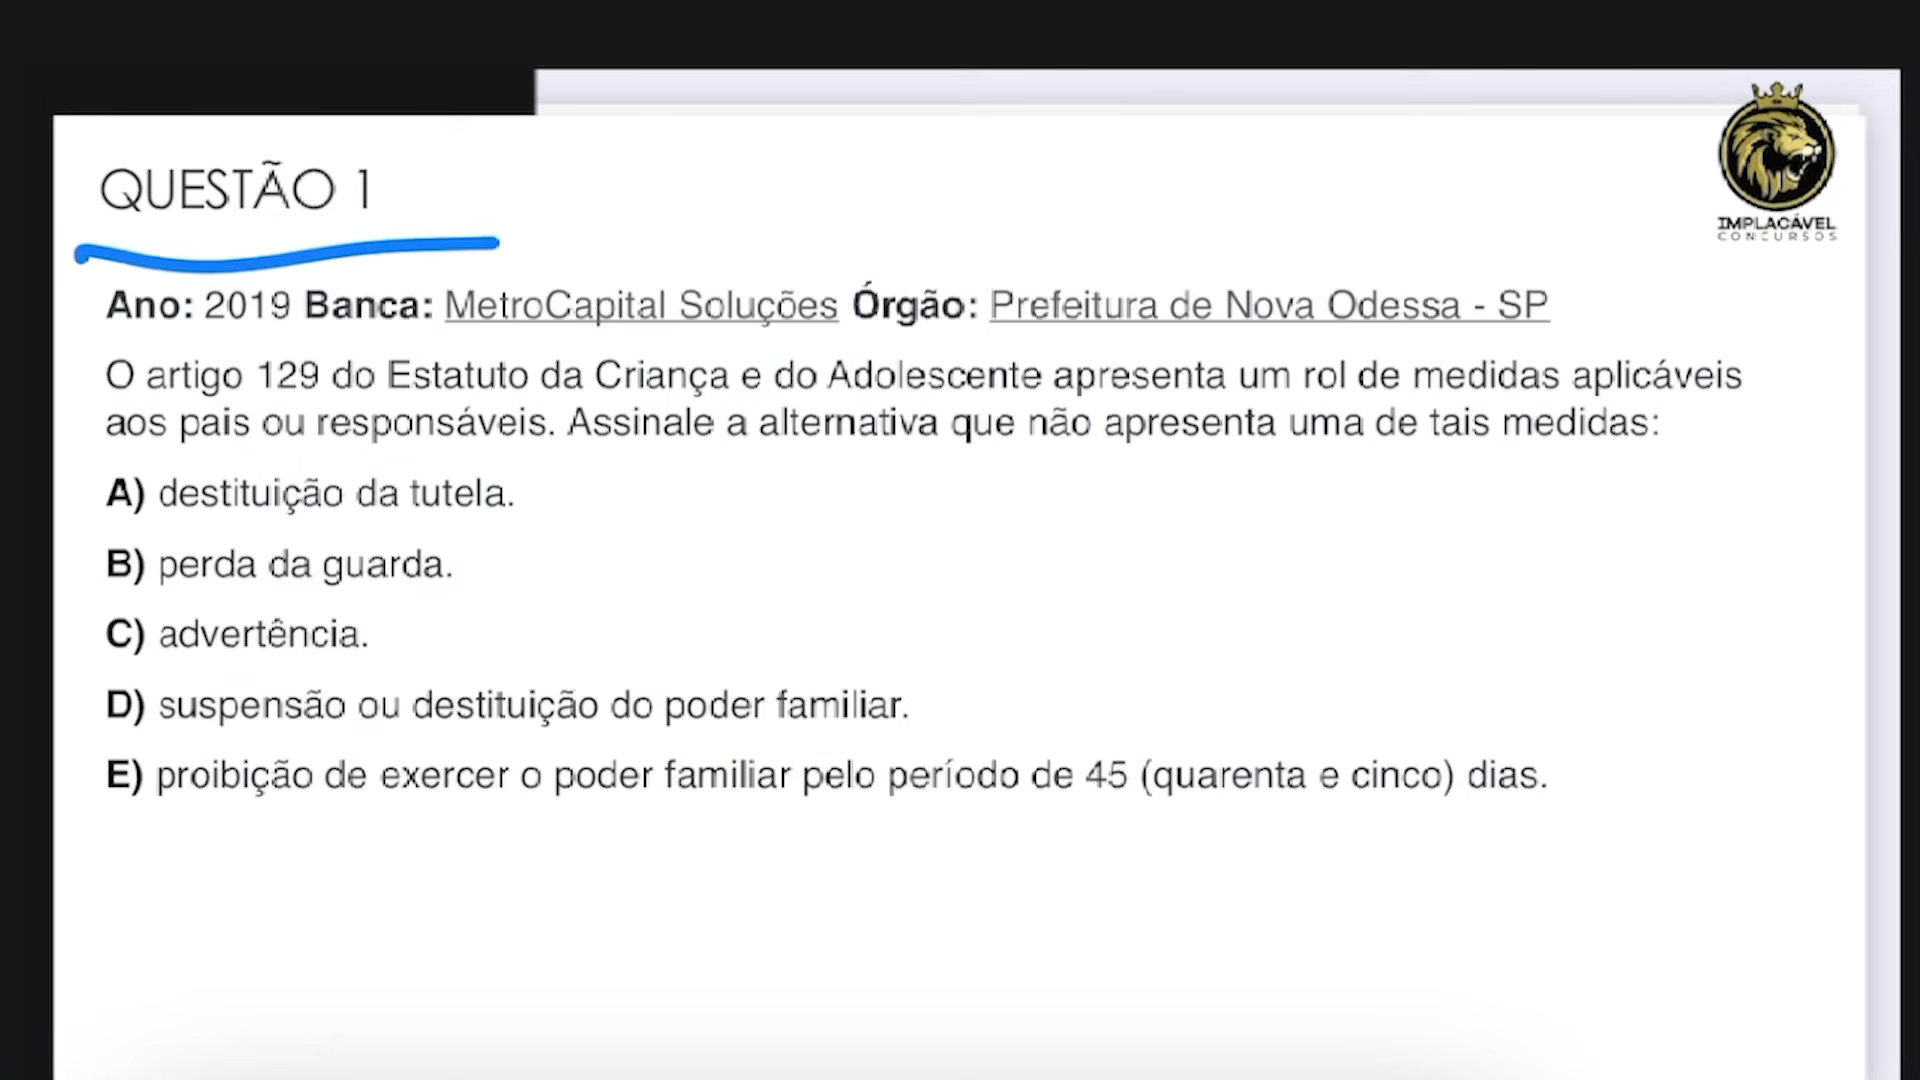 IMPLACÁVEL
CONCURSOS
QUESTÃO 1
Ano: 2019 Banca: MetroCapital Soluções Órgão: Prefeitura de Nova Odessa - SP
O artigo 129 do Estatuto da Criança e do Adolescente apresenta um rol de medidas aplicáveis
aos pais ou responsáveis. Assinale a alternativa que não apresenta uma de tais medidas:
A) destituição da tutela.
B) perda da guarda.
C) advertência.
D) suspensão ou destituição do poder familiar.
E) proibição de exercer o poder familiar pelo período de 45 (quarenta e cinco) dias.